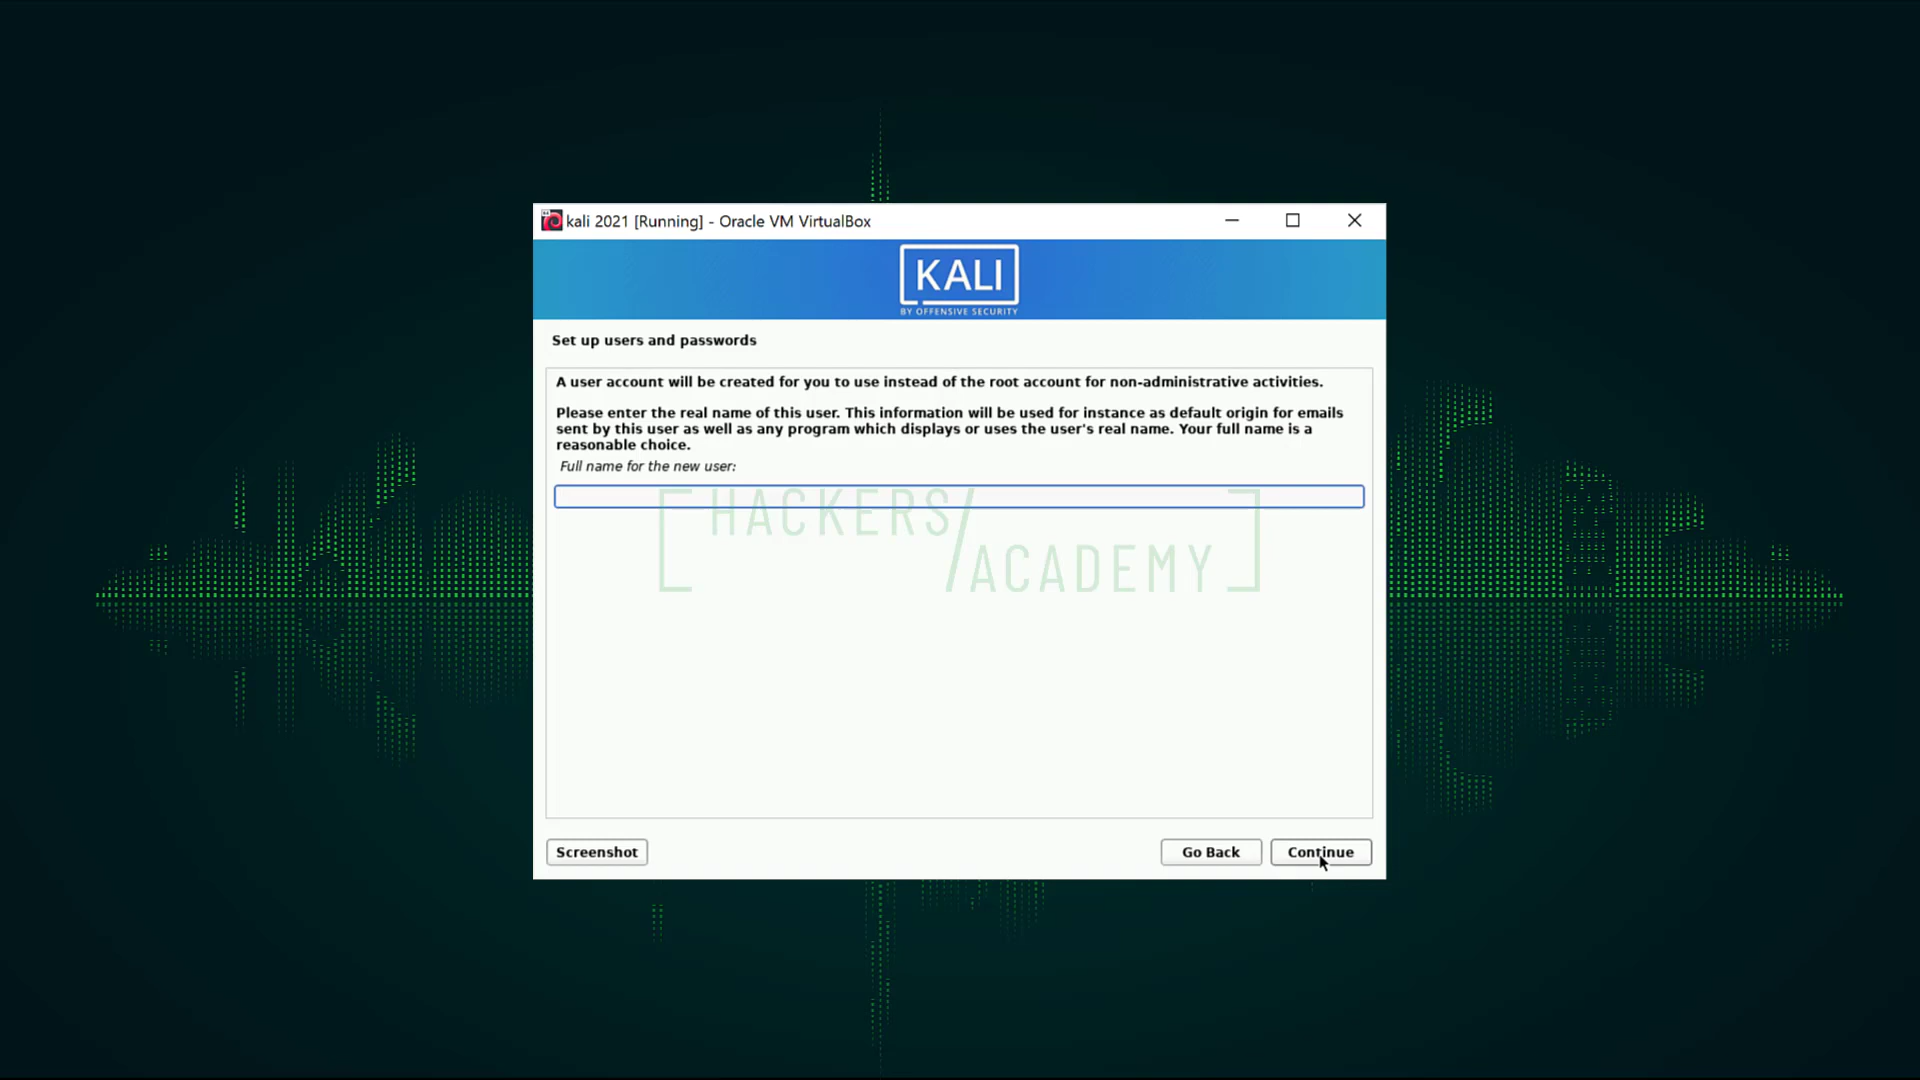 kali 2021 [Running] - Oracle VM VirtualBox
KALI
BY OFFENSIVE SECURITY
Set up users and passwords
A user account will be created for you to use instead of the root account for non-administrative activities.
Please enter the real name of this user. This information will be used for instance as default origin for emails
sent by this user as well as any program which displays or uses the user's real name. Your full name is a
reasonable choice.
Full name for the new user:
HACKERS/
ACADEMY
Screenshot
Go Back
Continue